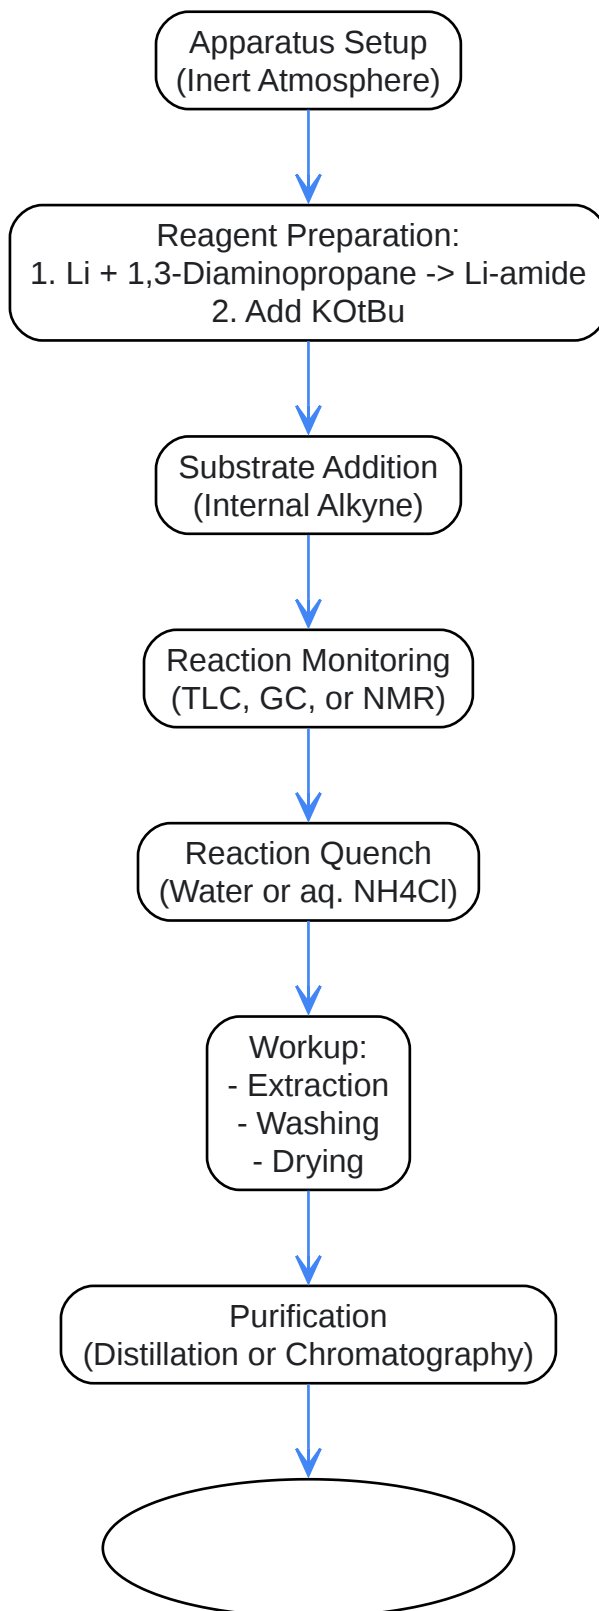 Apparatus Setup
(Inert Atmosphere)
Reagent Preparation:
1. Li + 1,3-Diaminopropane -> Li-amide
2. Add KOtBu
Substrate Addition
(Internal Alkyne)
Reaction Monitoring
(TLC, GC, or NMR)
Reaction Quench
(Water or aq. NH4Cl)
Workup:
- Extraction
- Washing
- Drying
Purification
(Distillation or Chromatography)